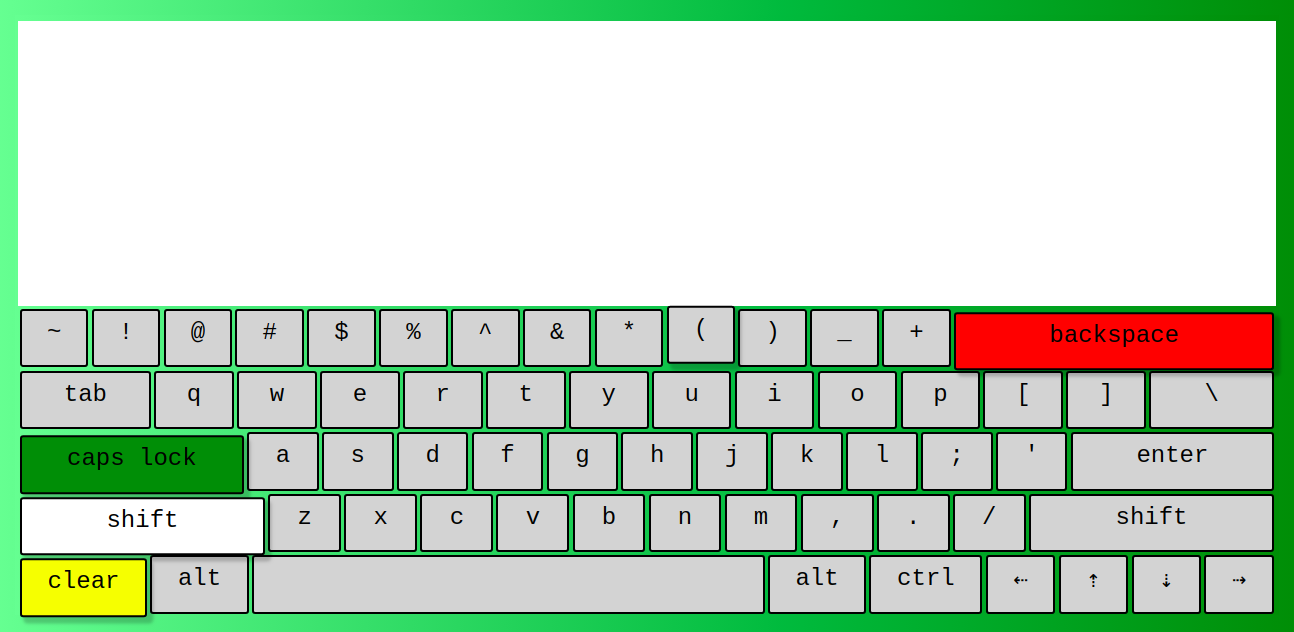 ~ ! @ # $ % ^ & * ( ) _ + backspace
tab q w e r t y u i o p [ ] \
caps lock a s d f g h j k l ; ' enter
shift z x c v b n m , . / shift
clear alt alt ctrl ⇠ ⇡ ⇣ ⇢